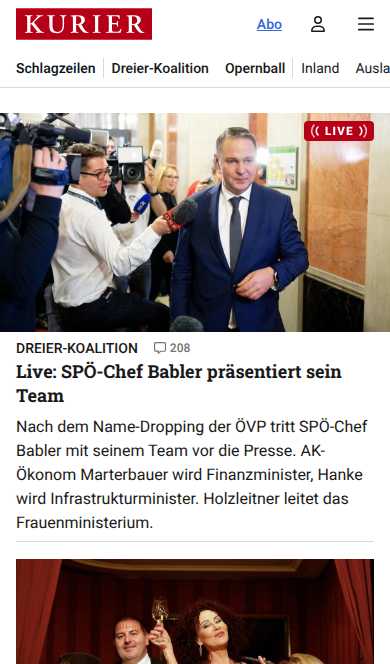 KURIER
Abo
Schlagzeilen Dreier-Koalition Opernball Inland Ausla
LIVE
DREIER-KOALITION 208
Live: SPÖ-Chef Babler präsentiert sein
Team
Nach dem Name-Dropping der ÖVP tritt SPÖ-Chef
Babler mit seinem Team vor die Presse. AK-
Ökonom Marterbauer wird Finanzminister, Hanke
wird Infrastrukturminister. Holzleitner leitet das
Frauenministerium.